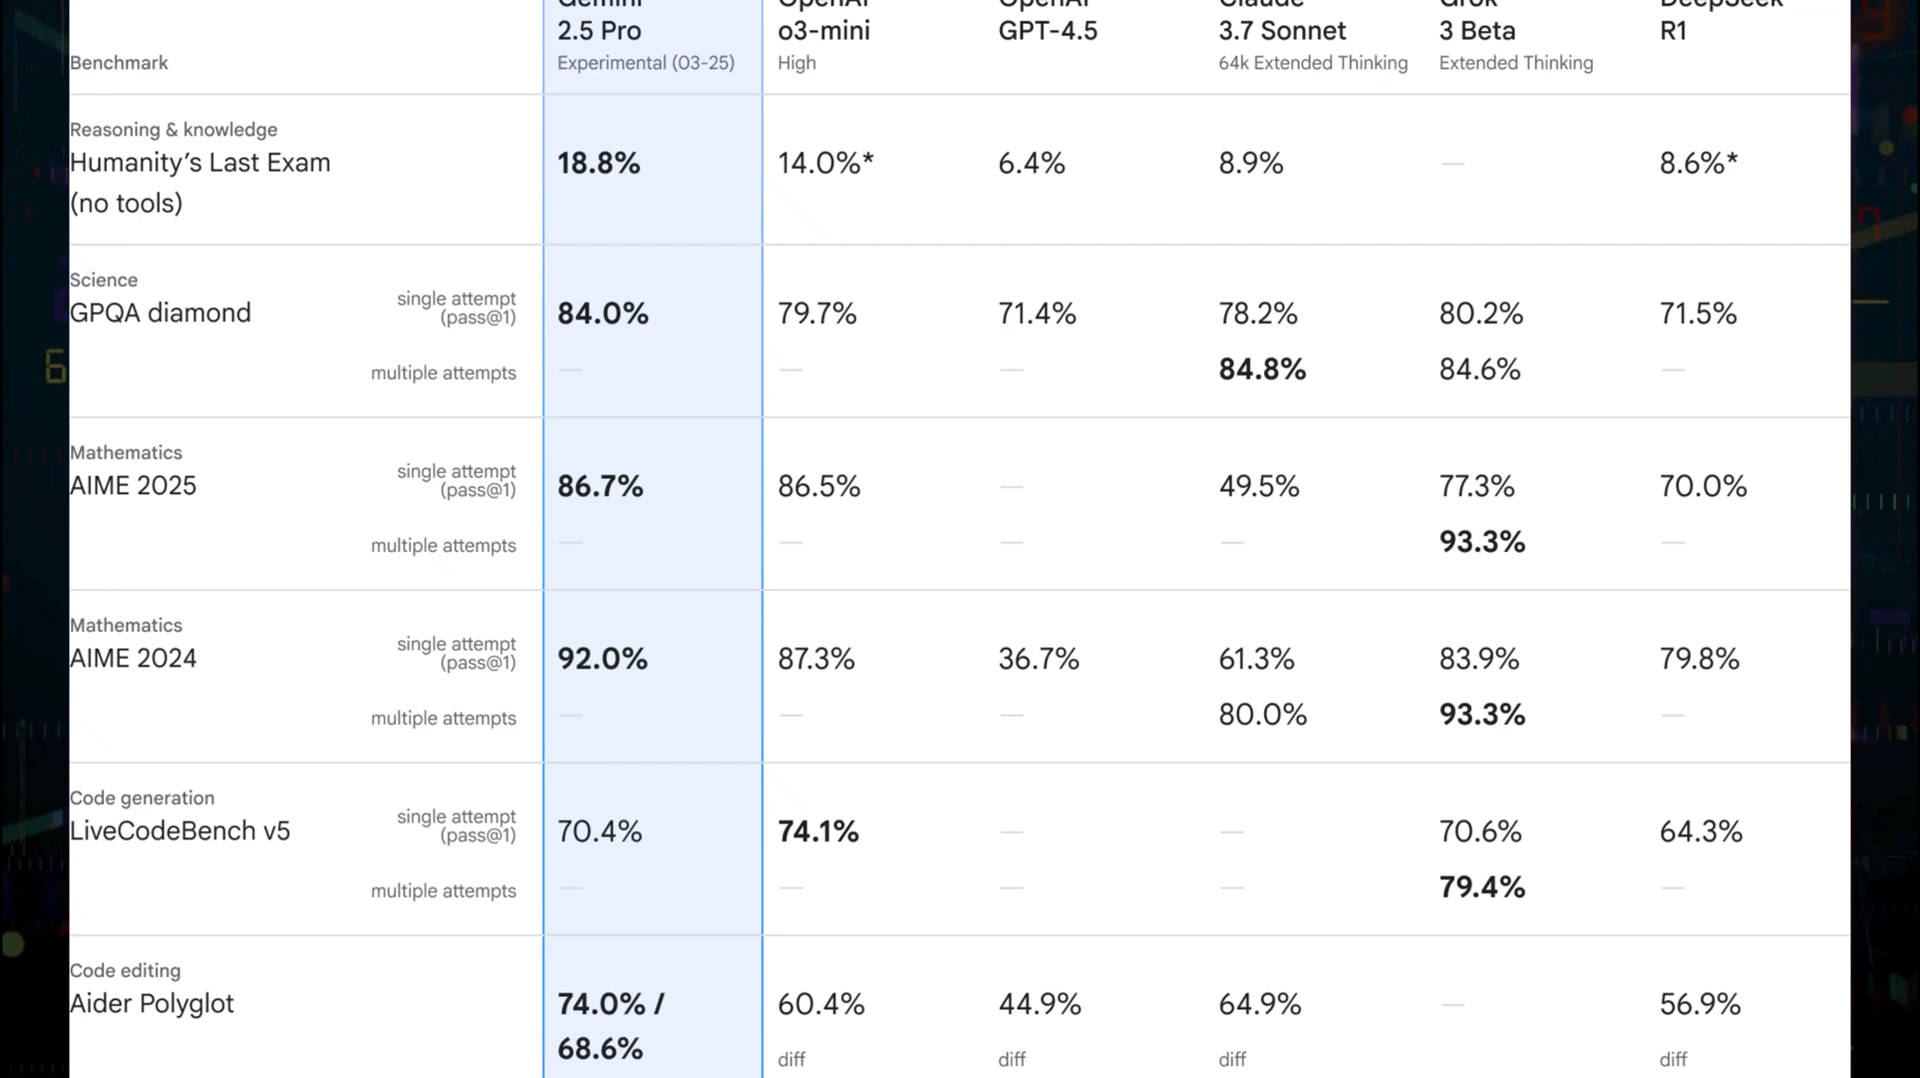 Gemini OpenAI OpenAI Claude Grok DeepSeek
2.5 Pro o3-mini GPT-4.5 3.7 Sonnet 3 Beta R1
Benchmark Experimental (03-25) High 64k Extended Thinking Extended Thinking
Reasoning & knowledge
Humanity’s Last Exam 18.8% 14.0%* 6.4% 8.9% — 8.6%*
(no tools)
Science
single attempt
GPQA diamond 84.0% 79.7% 71.4% 78.2% 80.2% 71.5%
(pass@1)
multiple attempts — — — 84.8% 84.6% —
Mathematics
single attempt
AIME 2025 86.7% 86.5% — 49.5% 77.3% 70.0%
(pass@1)
multiple attempts — — — — 93.3% —
Mathematics
single attempt
AIME 2024 92.0% 87.3% 36.7% 61.3% 83.9% 79.8%
(pass@1)
multiple attempts — — — 80.0% 93.3% —
Code generation
single attempt
LiveCodeBench v5 70.4% 74.1% — — 70.6% 64.3%
(pass@1)
multiple attempts — — — — 79.4% —
Code editing
Aider Polyglot 74.0% / 60.4% 44.9% 64.9% — 56.9%
68.6% diff diff diff diff
6